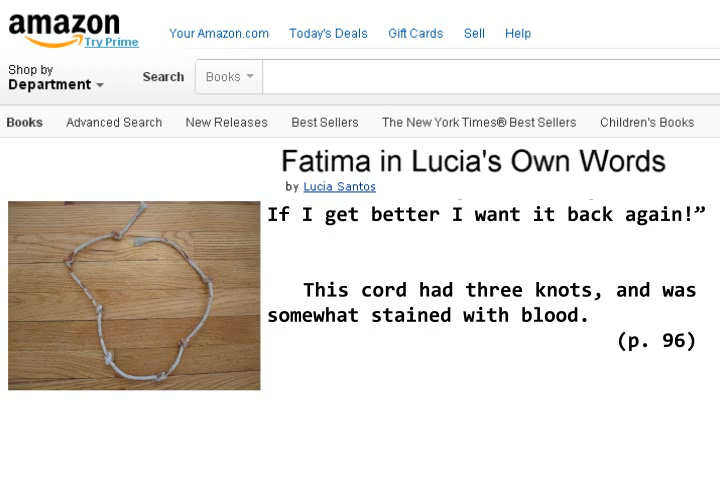 amazon
Try Prime
Your Amazon.com Today's Deals Gift Cards Sell Help
Shop by
Department
Search Books
Books Advanced Search New Releases Best Sellers The New York Times® Best Sellers Children's Books
Fatima in Lucia's Own Words
by Lucia Santos
If I get better I want it back again!”
This cord had three knots, and was
somewhat stained with blood.
(p. 96)